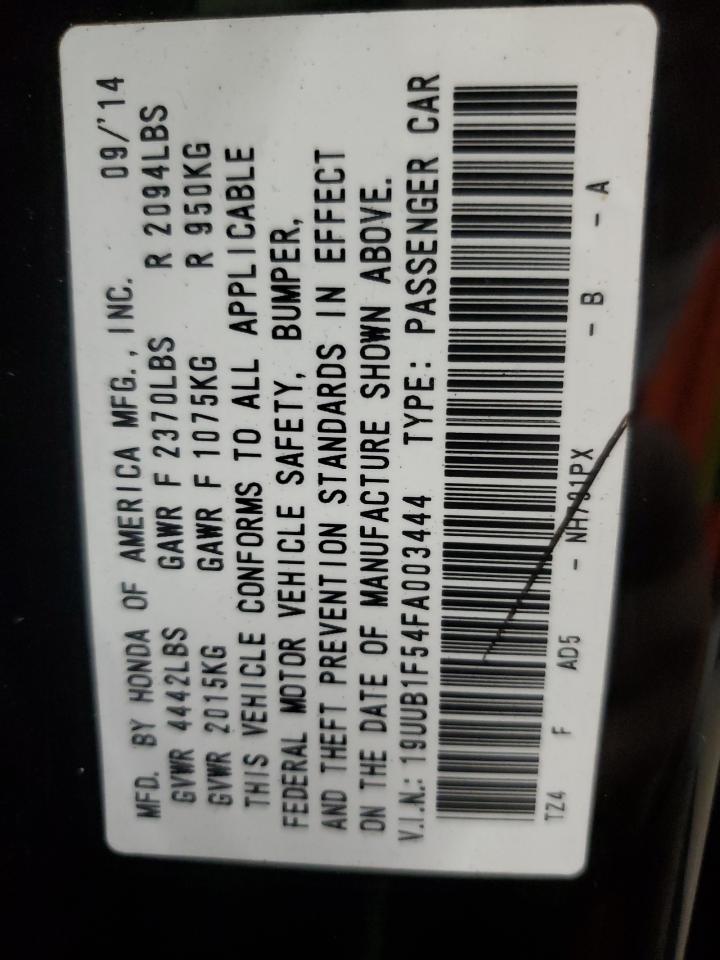 MFD. BY HONDA OF AMERICA MFG., INC. 09/'14
GVWR 4442LBS GAWR F 2370LBS R 2094LBS
GVWR 2015KG GAWR F 1075KG R 950KG
THIS VEHICLE CONFORMS TO ALL APPLICABLE
FEDERAL MOTOR VEHICLE SAFETY, BUMPER,
AND THEFT PREVENTION STANDARDS IN EFFECT
ON THE DATE OF MANUFACTURE SHOWN ABOVE.
V.I.N.: 19UUB1F54FA003444 TYPE: PASSENGER CAR
TZ4 F AD5 - - B - A